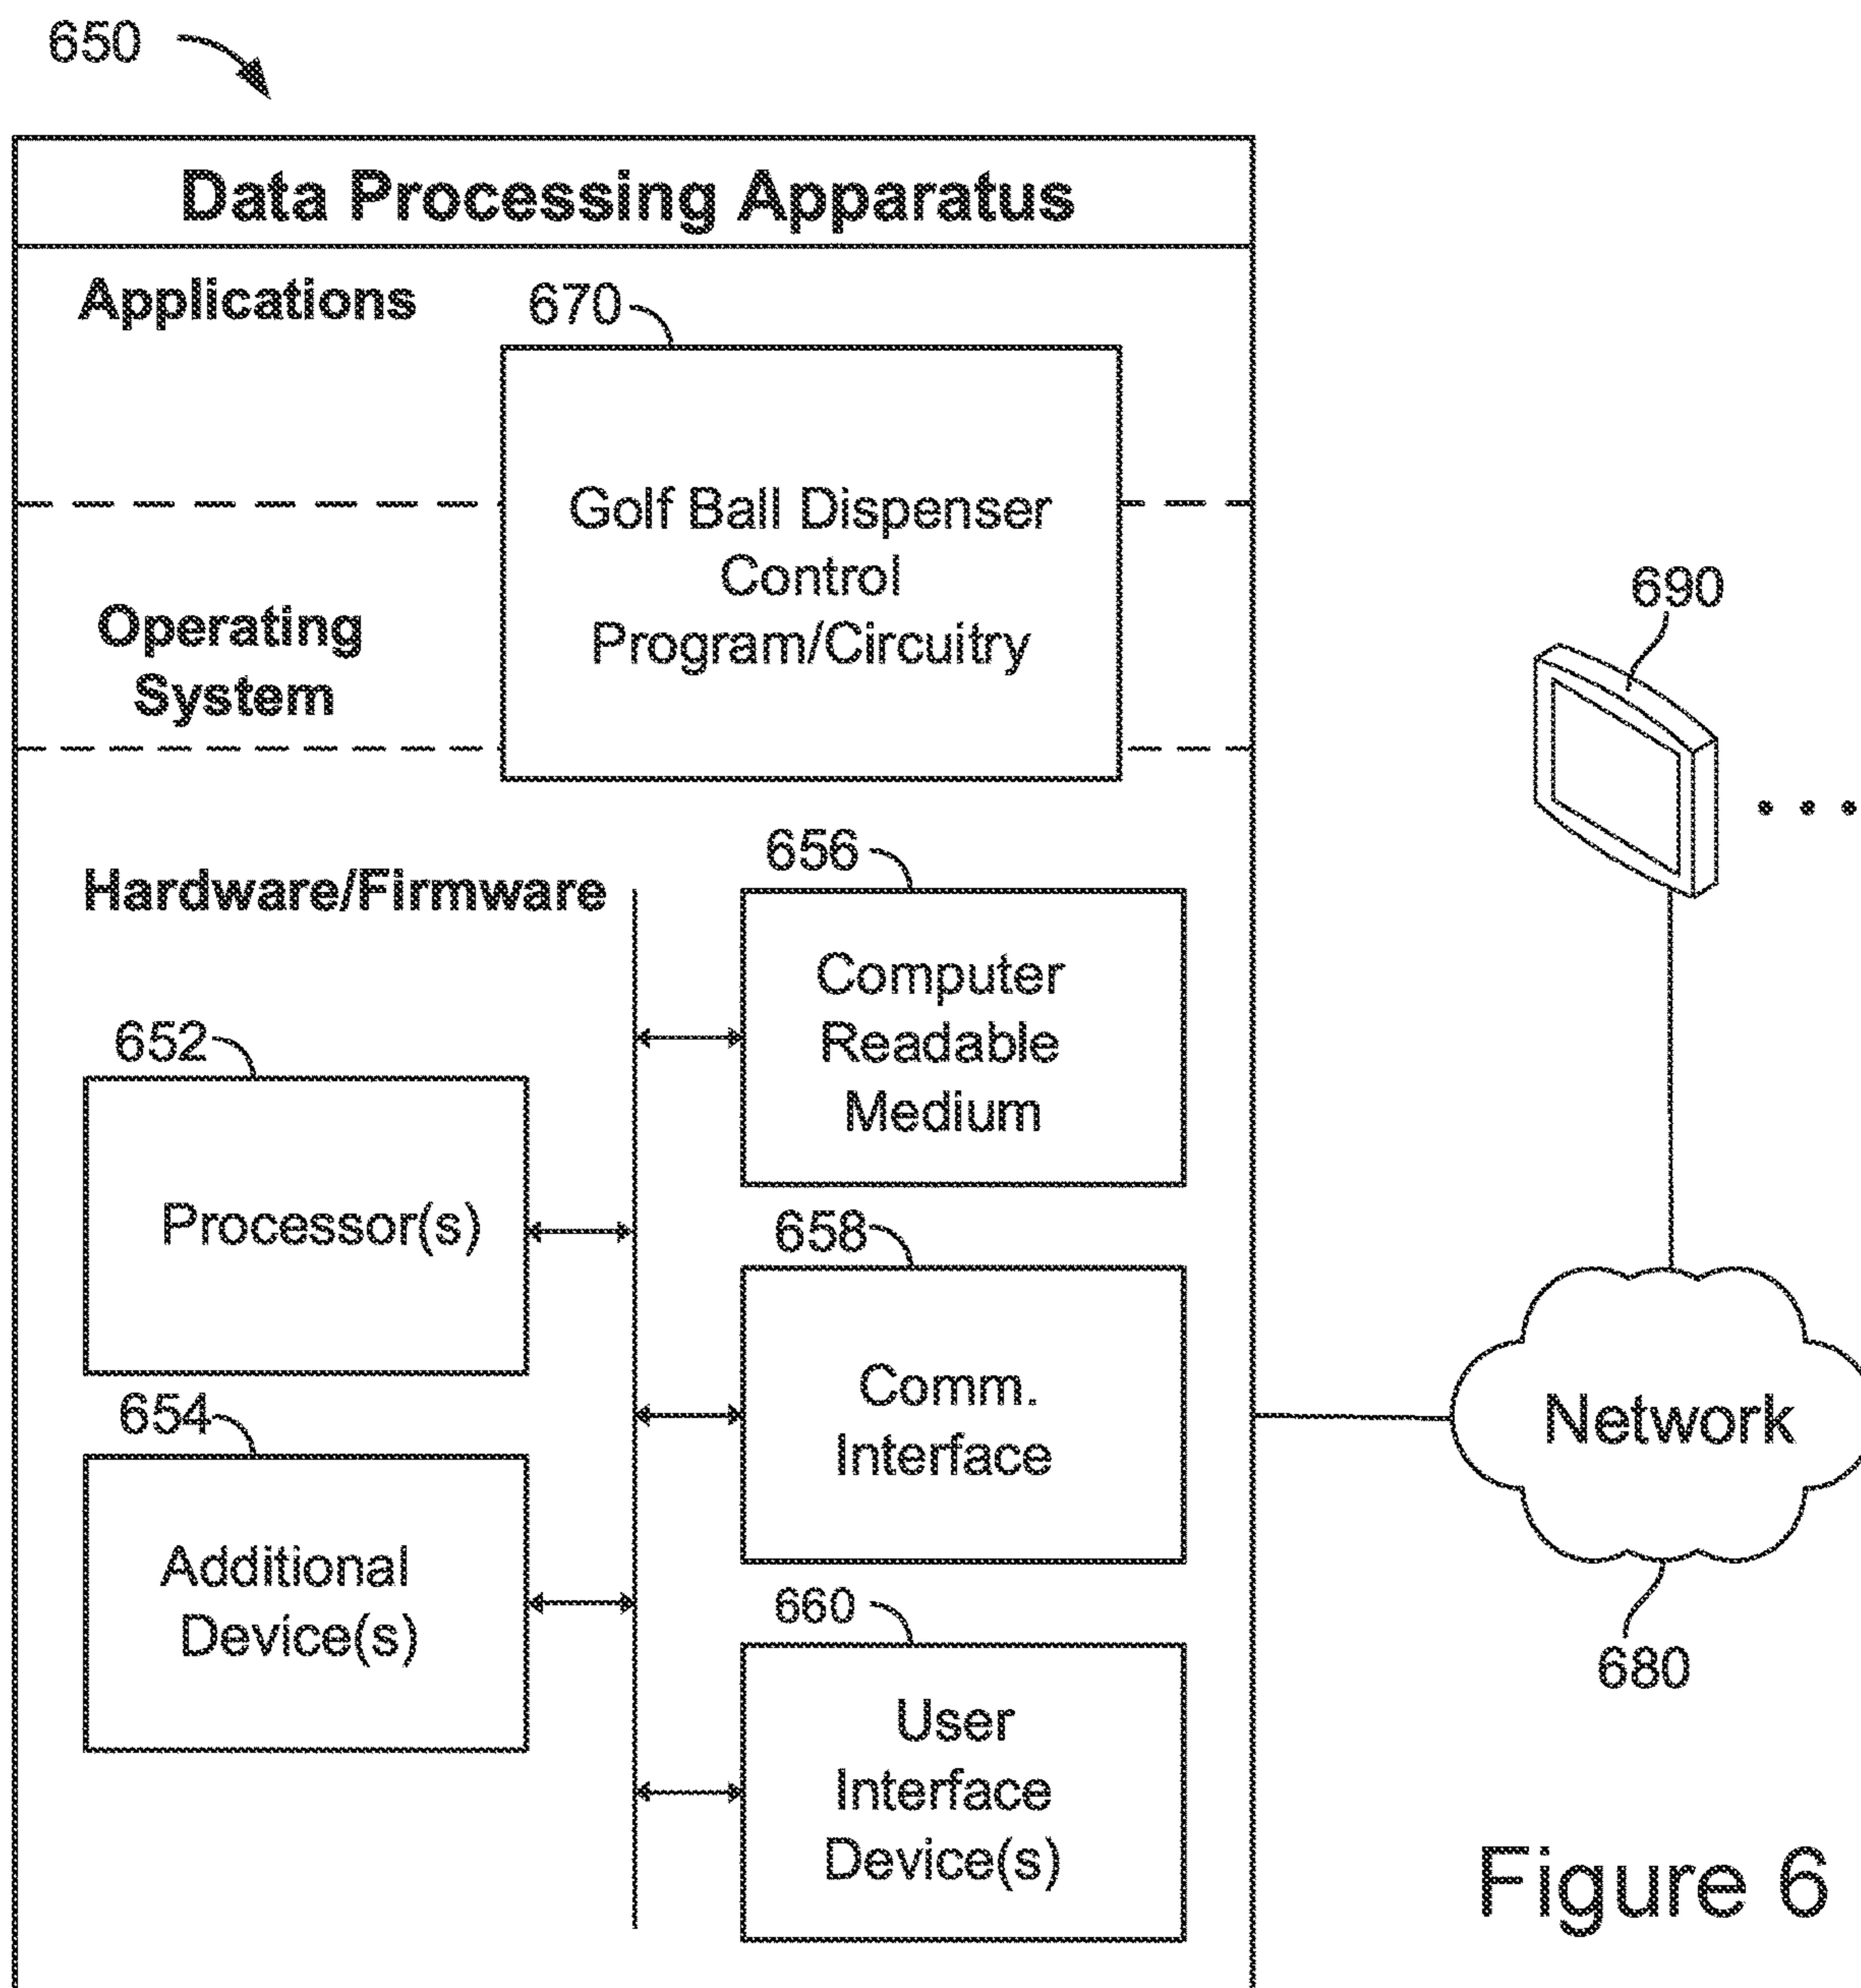 650
Data Processing Apparatus
Applications
670
Golf Ball Dispenser
Control
Program/Circuitry
Operating
System
690
Hardware/Firmware
656
Computer
Readable
Medium
652
Processor(s)
658
Comm.
Interface
Network
654
Additional
Device(s)
660
User
Interface
Device(s)
680
Figure 6